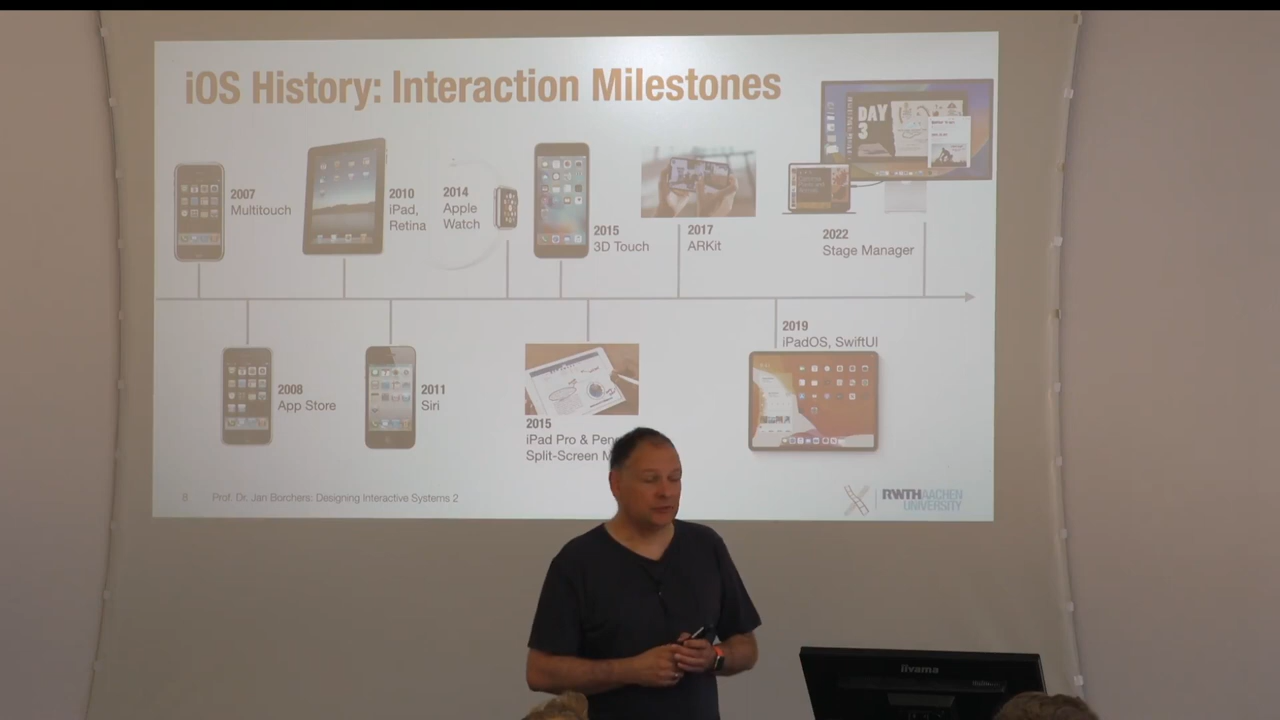 iOS History: Interaction Milestones
2007
Multitouch
2010
iPad,
Retina
2014
Apple
Watch
2015
3D Touch
2017
ARKit
2022
Stage Manager
DAY
3
2008
App Store
2011
Siri
2015
iPad Pro & Pen
Split-Screen M
2019
iPadOS, SwiftUI
8
Prof. Dr. Jan Borchers: Designing Interactive Systems 2
RWTHAACHEN
UNIVERSITY
iiyama